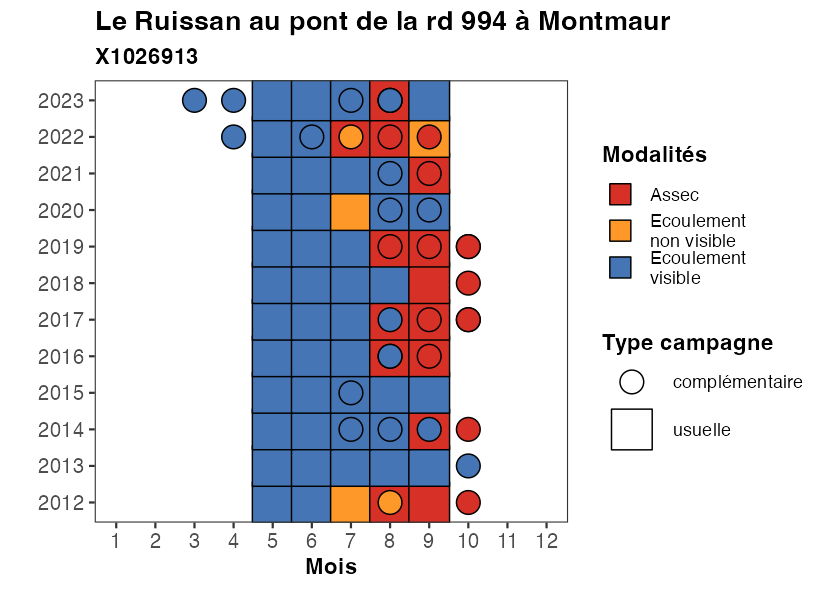 Le Ruissan au pont de la rd 994 à Montmaur
X1026913
2023
2022
2021
2020
2019
2018
2017
2016
2015
2014
2013
2012
1 2 3 4 5 6 7 8 9 10 11 12
Mois
Modalités
Assec
Ecoulement
non visible
Ecoulement
visible
Type campagne
complémentaire
usuelle